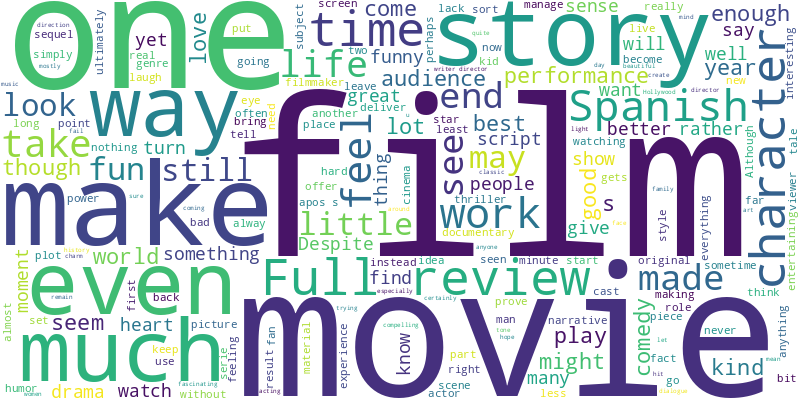 one
story
time
way
life
love
come
lack
sort
sense
really
manage
mind
screen
kid
now
two
funny
perhaps
subject
ultimately
sequel
direction
mostly
real
genre
laugh
simply
yet
put
going
filmmaker
leave
quite
writer director
beautiful
music
live
become
day
create
new
Hollywood
director
will
enough
say
well
year
want
interesting
audience
performance
great
another
deliver
place
tell
need
eye
often
bring
look
long
point
nothing
turn
take
though
fun
still
film
end
lot
best
script
star
least
light
watching
Spanish
better
rather
Although
tale
character
see
may
people
thriller
show
gets
family
art
viewer
entertaining
far
good
s
style
everything
feel
thing
hard
offer
cinema
classic
apos s
little
Despite
documentary
work
give
make
coming
sure
power
bad
alway
something
world
plot
moment
history
charm
around
anyone
idea
seen
instead
find
minute
start
original
sometime
made
making
think
role
even
almost
remain
first
back
set
seem
heart
picture
Full review
especially
certainly
cast
prove
movie
much
keep
use
serie
feeling
experience
fan
result
material
trying
compelling
tone
hope
know
man
narrative
play
might
many
comedy
piece
fact
go
never
anything
kind
bit
let
hit
mean
dialogue
face
humor
drama
watch
without
woman
fascinating
acting
fail
scene
actor
part
right
less